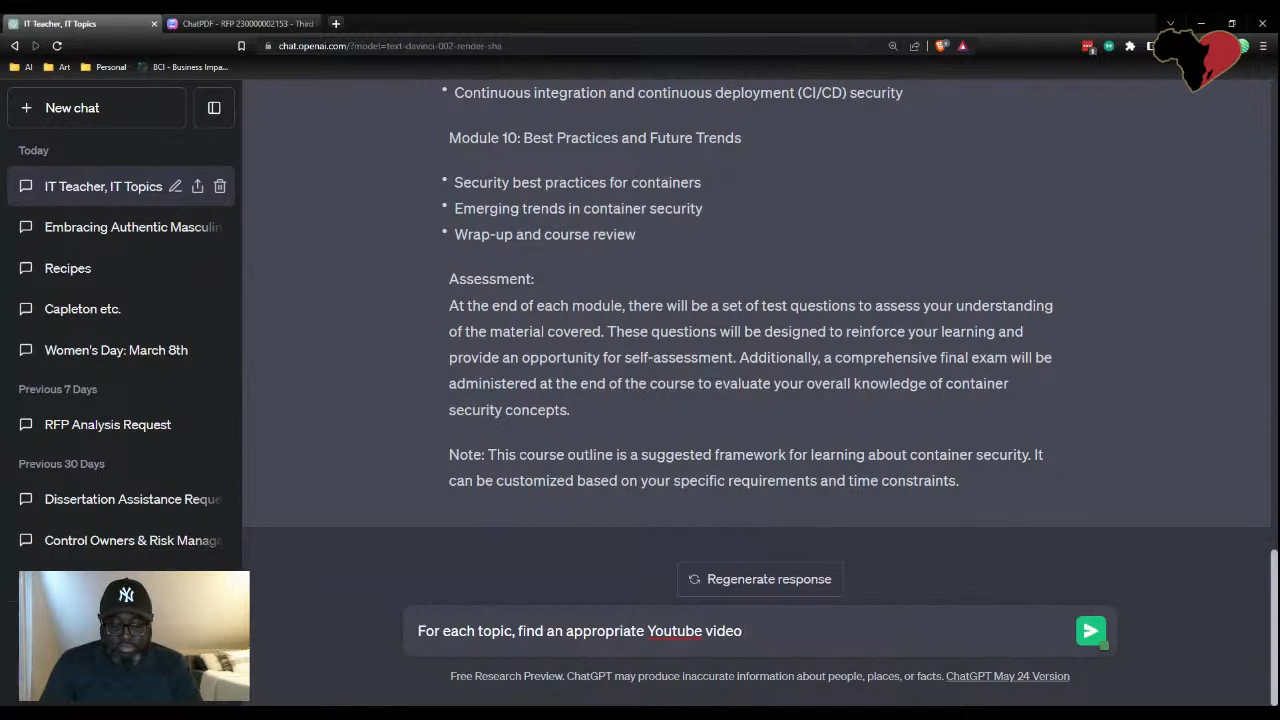 IT Teacher, IT Topics
ChatPDF - RFP 230000002153 - Third
chat.openai.com/?model=text-davinci-002-render-sha
AI
Art
Personal
BCI - Business Impa...
New chat
Today
IT Teacher, IT Topics
Embracing Authentic Masculin
Recipes
Capleton etc.
Women's Day: March 8th
Previous 7 Days
RFP Analysis Request
Previous 30 Days
Dissertation Assistance Reque
Control Owners & Risk Manage
• Continuous integration and continuous deployment (CI/CD) security
Module 10: Best Practices and Future Trends
• Security best practices for containers
• Emerging trends in container security
• Wrap-up and course review
Assessment:
At the end of each module, there will be a set of test questions to assess your understanding
of the material covered. These questions will be designed to reinforce your learning and
provide an opportunity for self-assessment. Additionally, a comprehensive final exam will be
administered at the end of the course to evaluate your overall knowledge of container
security concepts.
Note: This course outline is a suggested framework for learning about container security. It
can be customized based on your specific requirements and time constraints.
Regenerate response
For each topic, find an appropriate Youtube video
Free Research Preview. ChatGPT may produce inaccurate information about people, places, or facts. ChatGPT May 24 Version